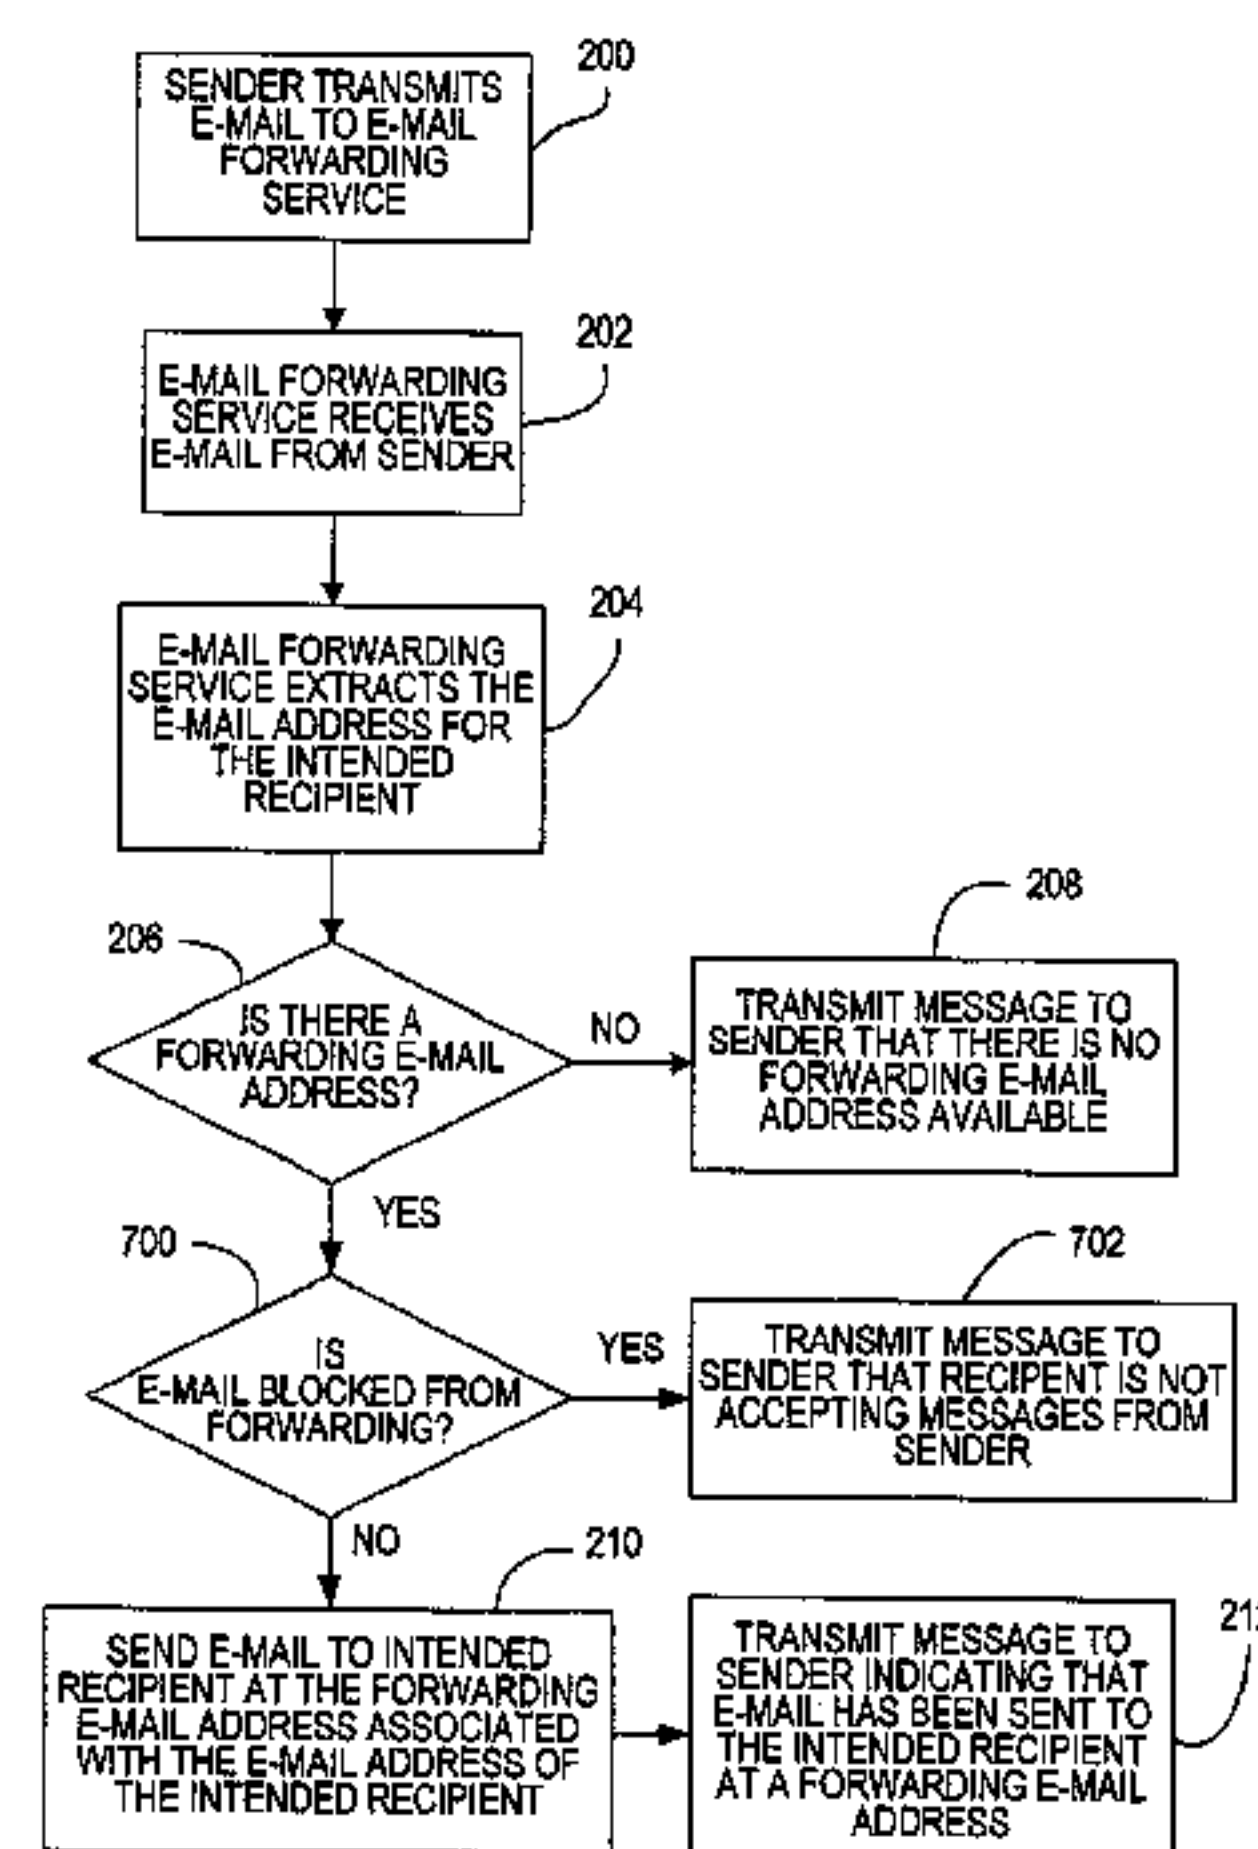 200
SENDER TRANSMITS
E-MAIL TO E-MAIL
FORWARDING
SERVICE
202
E-MAIL FORWARDING
SERVICE RECEIVES
E-MAIL FROM SENDER
204
E-MAIL FORWARDING
SERVICE EXTRACTS THE
E-MAIL ADDRESS FOR
THE INTENDED
RECIPIENT
206
IS THERE A
FORWARDING E-MAIL
ADDRESS?
NO
208
TRANSMIT MESSAGE TO
SENDER THAT THERE IS NO
FORWARDING E-MAIL
ADDRESS AVAILABLE
YES
700
IS
E-MAIL BLOCKED FROM
FORWARDING?
YES
702
TRANSMIT MESSAGE TO
SENDER THAT RECIPENT IS NOT
ACCEPTING MESSAGES FROM
SENDER
NO
210
SEND E-MAIL TO INTENDED
RECIPIENT AT THE FORWARDING
E-MAIL ADDRESS ASSOCIATED
WITH THE E-MAIL ADDRESS OF
THE INTENDED RECIPIENT
TRANSMIT MESSAGE TO
SENDER INDICATING THAT
E-MAIL HAS BEEN SENT TO
THE INTENDED RECIPIENT
AT A FORWARDING E-MAIL
ADDRESS